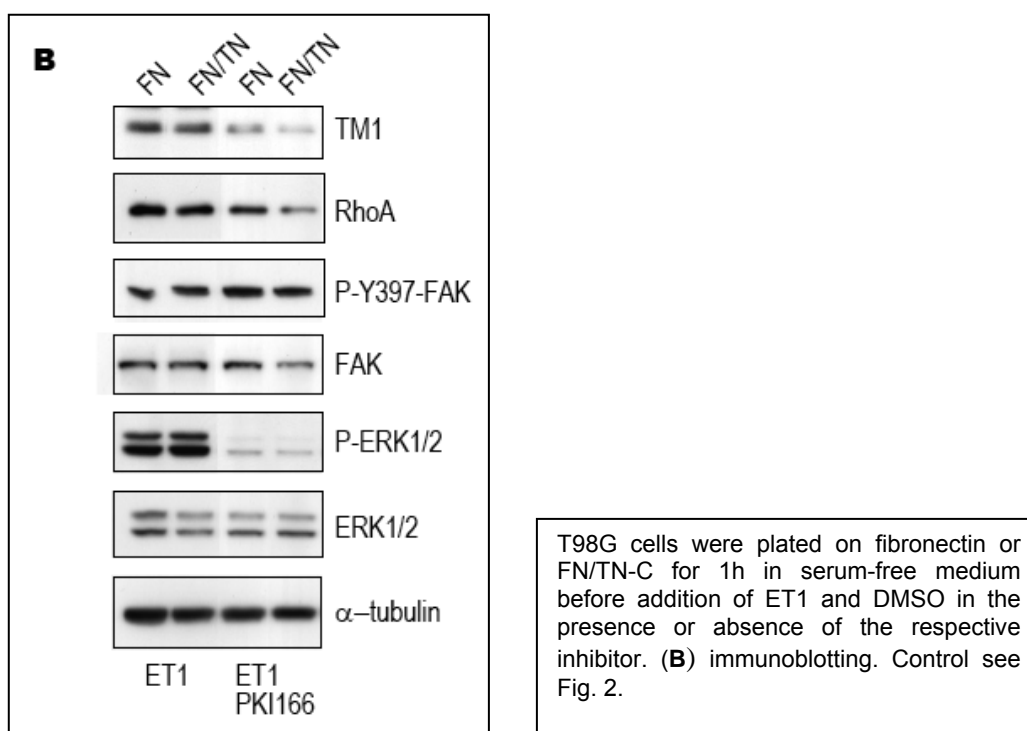 B
FN FN/TN FN FN/TN
TM1
RhoA
P-Y397-FAK
FAK
P-ERK1/2
ERK1/2
α–tubulin
ET1 ET1
PKI166
T98G cells were plated on fibronectin or
FN/TN-C for 1h in serum-free medium
before addition of ET1 and DMSO in the
presence or absence of the respective
inhibitor. (B) immunoblotting. Control see
Fig. 2.